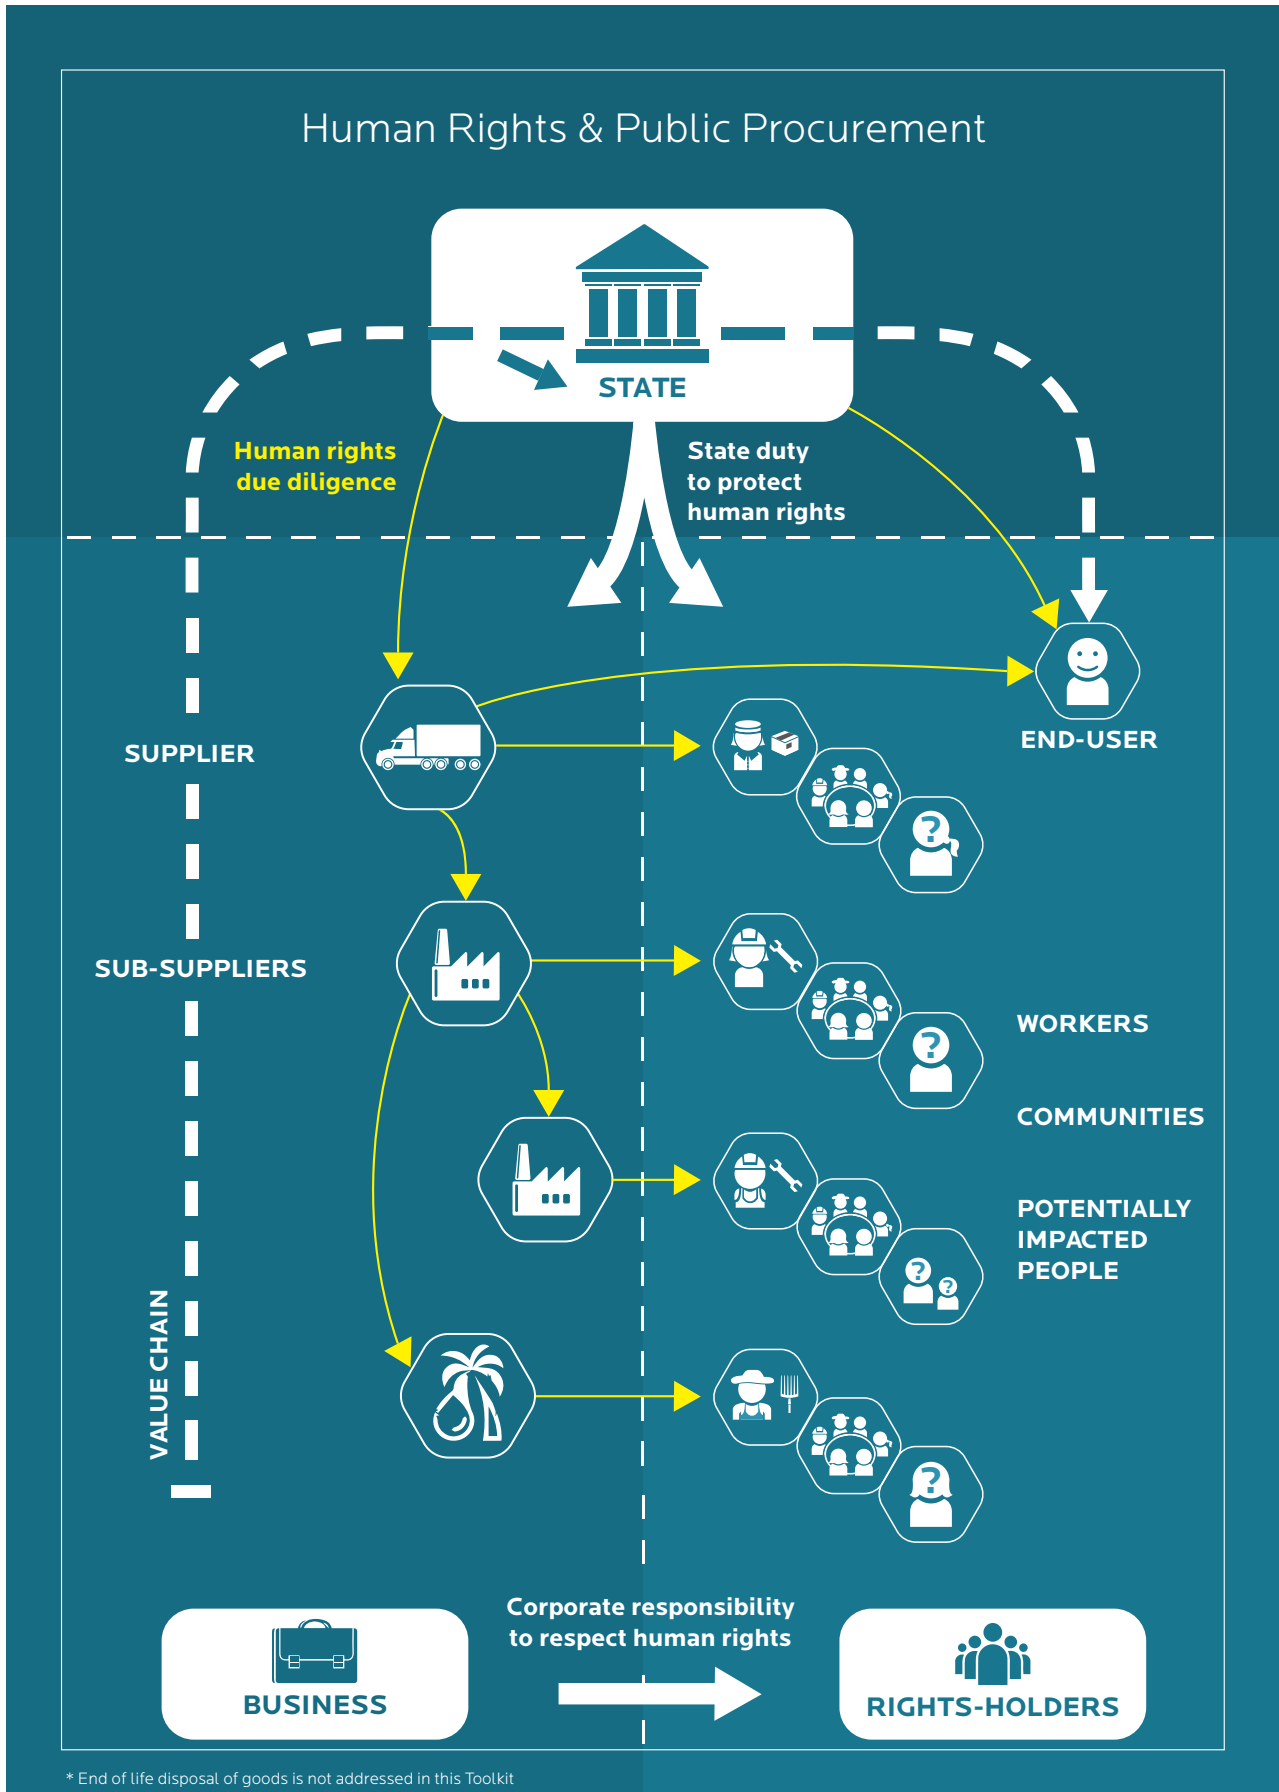 Human Rights & Public Procurement
STATE
Human rights
due diligence
State duty
to protect
human rights
SUPPLIER
END-USER
?
SUB-SUPPLIERS
WORKERS
?
COMMUNITIES
POTENTIALLY
IMPACTED
PEOPLE
?
?
VALUE CHAIN
?
Corporate responsibility
to respect human rights
BUSINESS
RIGHTS-HOLDERS
* End of life disposal of goods is not addressed in this Toolkit